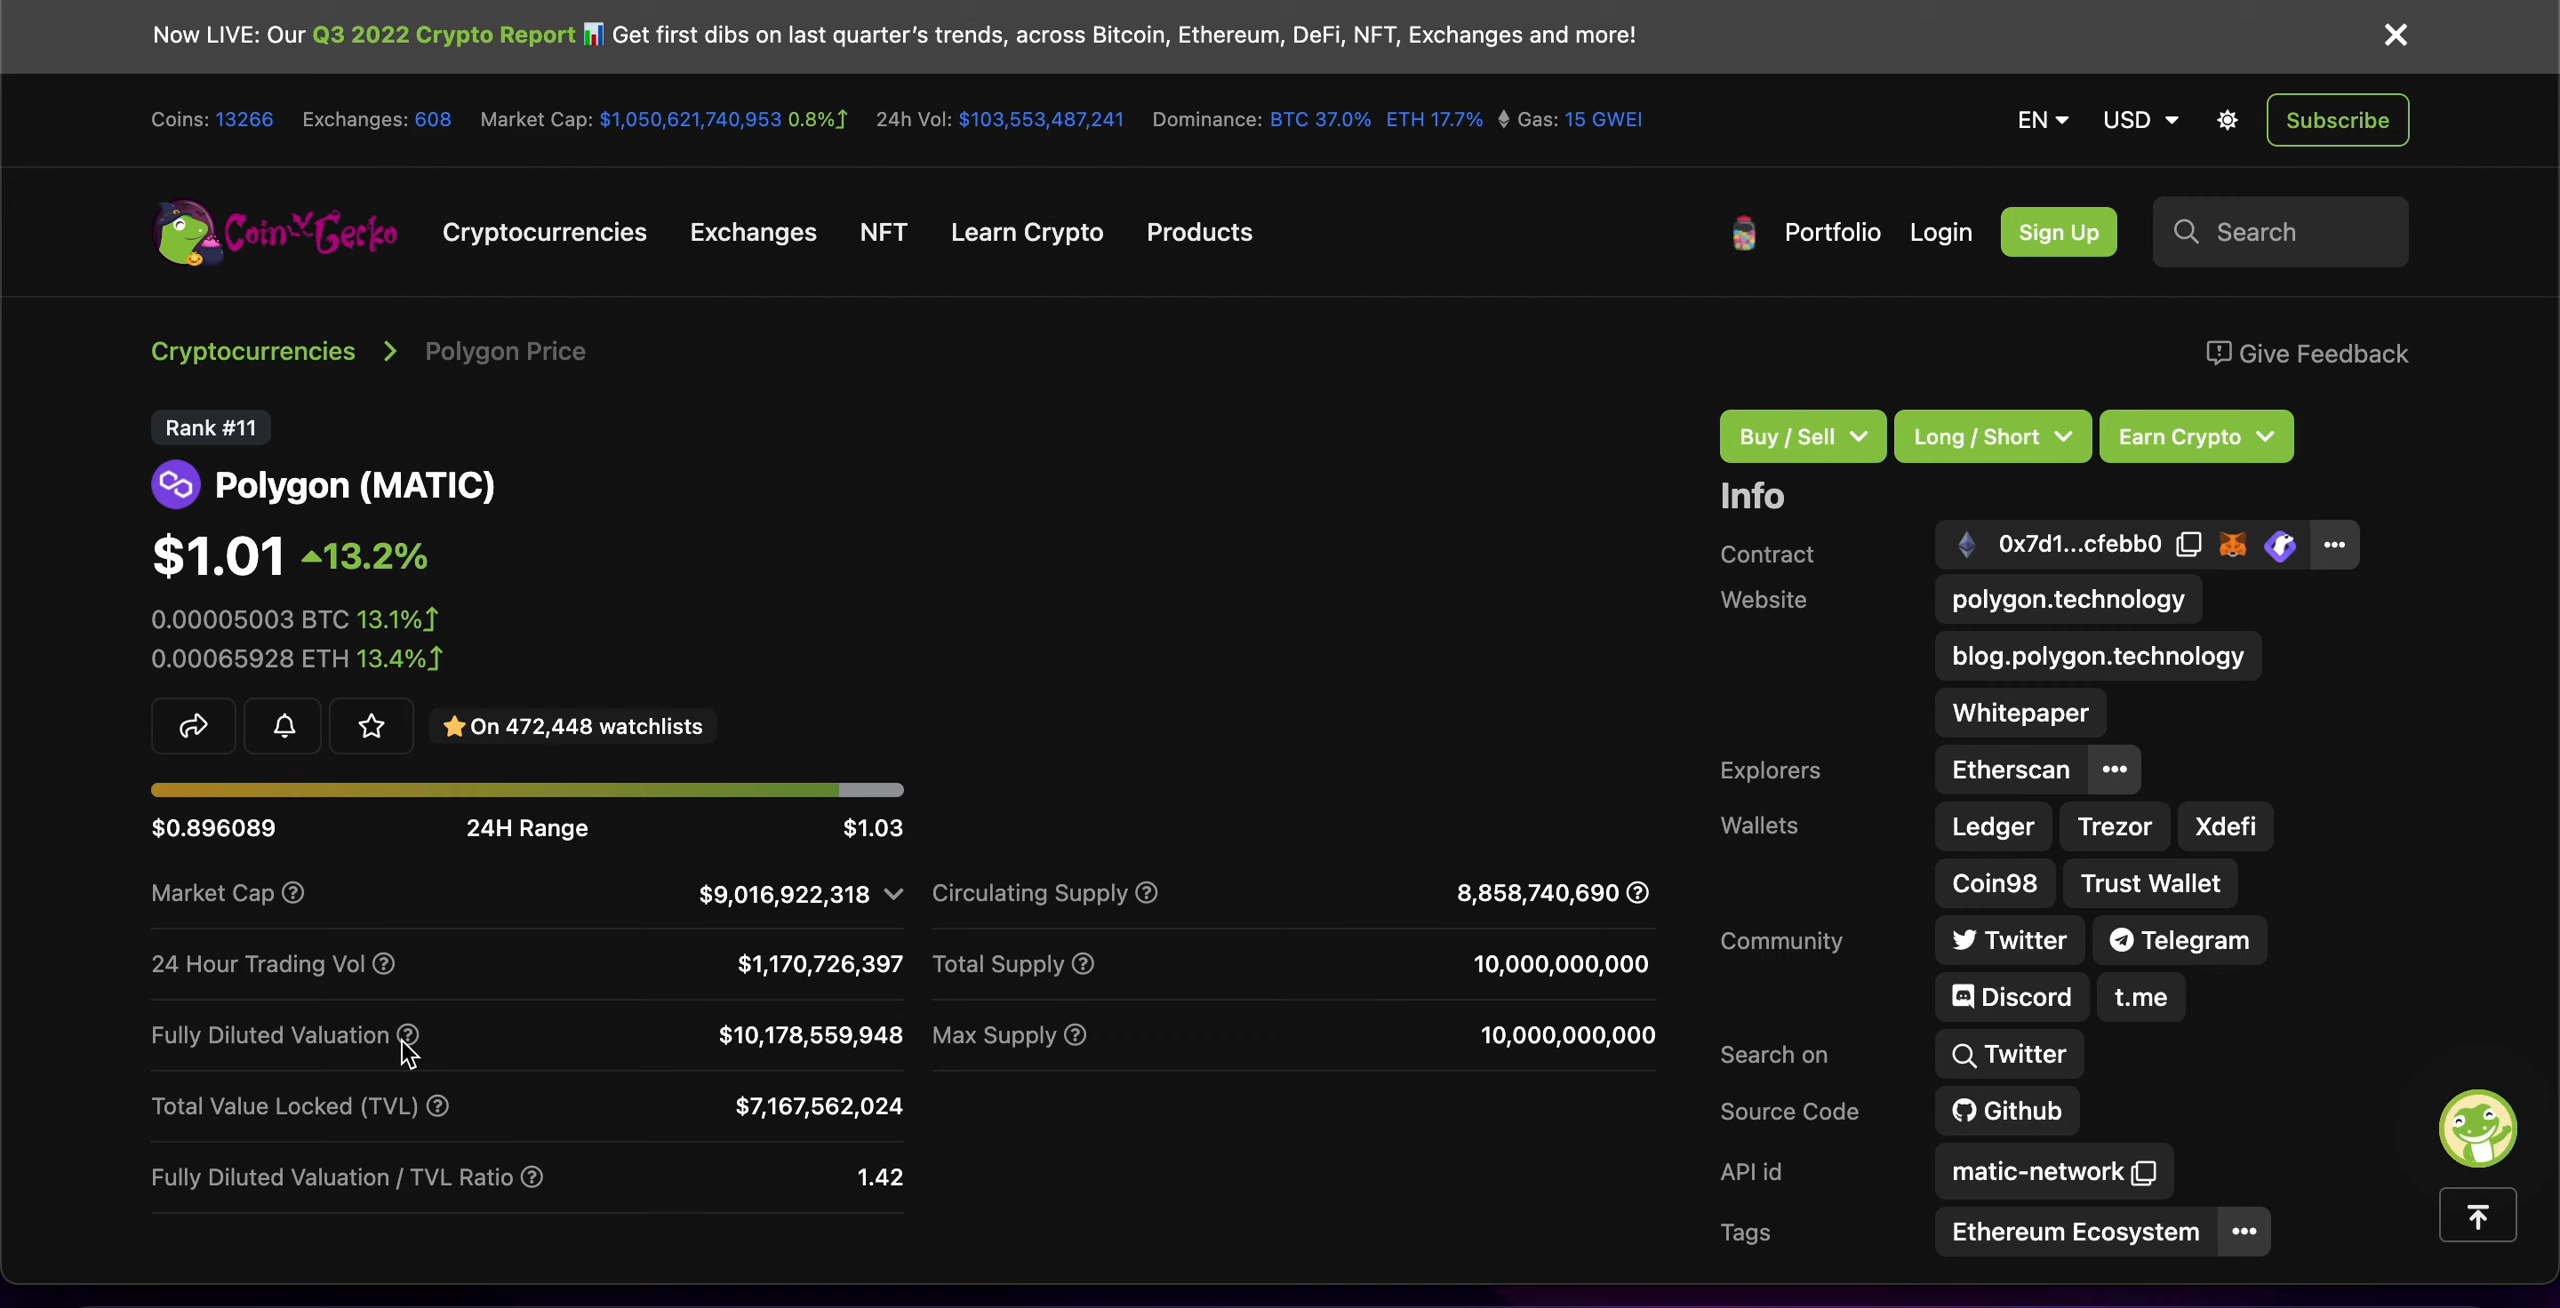 Now LIVE: Our Q3 2022 Crypto Report 📊 Get first dibs on last quarter's trends, across Bitcoin, Ethereum, DeFi, NFT, Exchanges and more!
Coins: 13266 Exchanges: 608 Market Cap: $1,050,621,740,953 0.8% 24h Vol: $103,553,487,241 Dominance: BTC 37.0% ETH 17.7% Gas: 15 GWEI EN USD Subscribe
CoinGecko Cryptocurrencies Exchanges NFT Learn Crypto Products Portfolio Login Sign Up Search
Cryptocurrencies > Polygon Price Give Feedback
Rank #11
Polygon (MATIC)
$1.01 13.2%
0.00005003 BTC 13.1%
0.00065928 ETH 13.4%
On 472,448 watchlists
$0.896089 24H Range $1.03
Market Cap $9,016,922,318
24 Hour Trading Vol $1,170,726,397
Fully Diluted Valuation $10,178,559,948
Total Value Locked (TVL) $7,167,562,024
Fully Diluted Valuation / TVL Ratio 1.42
Circulating Supply 8,858,740,690
Total Supply 10,000,000,000
Max Supply 10,000,000,000
Buy / Sell Long / Short Earn Crypto
Info
Contract 0x7d1...cfebb0
Website polygon.technology
blog.polygon.technology
Whitepaper
Explorers Etherscan
Wallets Ledger Trezor Xdefi
Coin98 Trust Wallet
Community Twitter Telegram
Discord t.me
Search on Twitter
Source Code Github
API id matic-network
Tags Ethereum Ecosystem